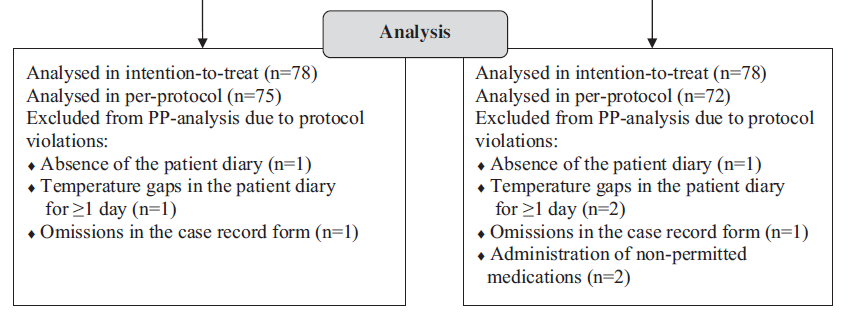 Analysis
Analysed in intention-to-treat (n=78)
Analysed in per-protocol (n=75)
Excluded from PP-analysis due to protocol
violations:
♦ Absence of the patient diary (n=1)
♦ Temperature gaps in the patient diary
for ≥1 day (n=1)
♦ Omissions in the case record form (n=1)
Analysed in intention-to-treat (n=78)
Analysed in per-protocol (n=72)
Excluded from PP-analysis due to protocol
violations:
♦ Absence of the patient diary (n=1)
♦ Temperature gaps in the patient diary
for ≥1 day (n=2)
♦ Omissions in the case record form (n=1)
♦ Administration of non-permitted
medications (n=2)